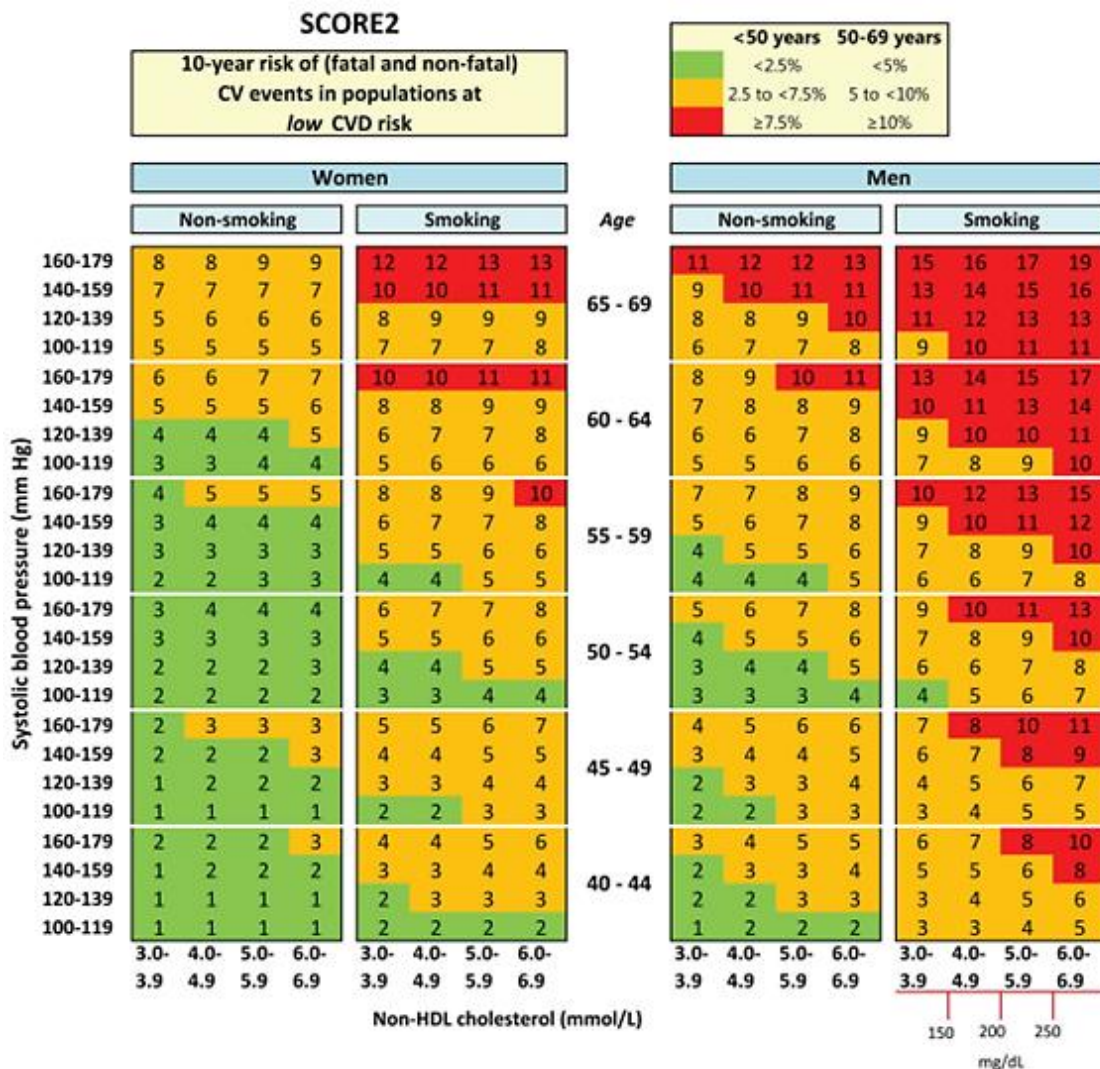 SCORE2
10-year risk of (fatal and non-fatal)
CV events in populations at
low CVD risk
<50 years 50-69 years
<2.5% <5%
2.5 to <7.5% 5 to <10%
≥7.5% ≥10%
Women Men
Non-smoking Smoking Age Non-smoking Smoking
Systolic blood pressure (mm Hg)
160-179 8 8 9 9 12 12 13 13 11 12 12 13 15 16 17 19
140-159 7 7 7 7 10 10 11 11 9 10 11 11 13 14 15 16
65 - 69
120-139 5 6 6 6 8 9 9 9 8 8 9 10 11 12 13 13
100-119 5 5 5 5 7 7 7 8 6 7 7 8 9 10 11 11
160-179 6 6 7 7 10 10 11 11 8 9 10 11 13 14 15 17
140-159 5 5 5 6 8 8 9 9 7 8 8 9 10 11 13 14
60 - 64
120-139 4 4 4 5 6 7 7 8 6 6 7 8 9 10 10 11
100-119 3 3 4 4 5 6 6 6 5 5 6 6 7 8 9 10
160-179 4 5 5 5 8 8 9 10 7 7 8 9 10 12 13 15
140-159 3 4 4 4 6 7 7 8 5 6 7 8 9 10 11 12
55 - 59
120-139 3 3 3 3 5 5 6 6 4 5 5 6 7 8 9 10
100-119 2 2 3 3 4 4 5 5 4 4 4 5 6 6 7 8
160-179 3 4 4 4 6 7 7 8 5 6 7 8 9 10 11 13
140-159 3 3 3 3 5 5 6 6 4 5 5 6 7 8 9 10
50 - 54
120-139 2 2 2 3 4 4 5 5 3 4 4 5 6 6 7 8
100-119 2 2 2 2 3 3 4 4 3 3 3 4 4 5 6 7
160-179 2 3 3 3 5 5 6 7 4 5 6 6 7 8 10 11
140-159 2 2 2 3 4 4 5 5 3 4 4 5 6 7 8 9
45 - 49
120-139 1 2 2 2 3 3 4 4 2 3 3 4 4 5 6 7
100-119 1 1 1 1 2 2 3 3 2 2 3 3 3 4 5 5
160-179 2 2 2 3 4 4 5 6 3 4 5 5 6 7 8 10
140-159 1 2 2 2 3 3 4 4 2 3 3 4 5 5 6 8
40 - 44
120-139 1 1 1 1 2 3 3 3 2 2 3 3 3 4 5 6
100-119 1 1 1 1 2 2 2 2 1 2 2 2 3 3 4 5
3.0- 4.0- 5.0- 6.0- 3.0- 4.0- 5.0- 6.0- 3.0- 4.0- 5.0- 6.0- 3.0- 4.0- 5.0- 6.0-
3.9 4.9 5.9 6.9 3.9 4.9 5.9 6.9 3.9 4.9 5.9 6.9 3.9 4.9 5.9 6.9
Non-HDL cholesterol (mmol/L)
150 200 250
mg/dL